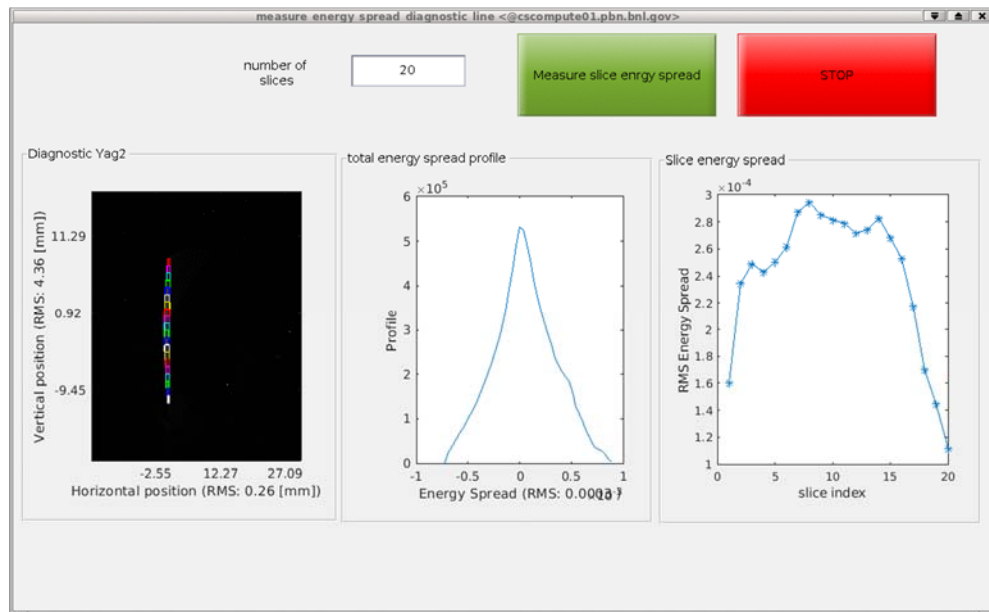 measure energy spread diagnostic line <@cscompute01.pbn.bnl.gov>
number of
slices
20
Measure slice enrgy spread
STOP
Diagnostic Yag2
11.29
0.92
-9.45
Vertical position (RMS: 4.36 [mm])
-2.55 12.27 27.09
Horizontal position (RMS: 0.26 [mm])
total energy spread profile
×10^5
6
5
4
3
2
1
0
Profile
-1 -0.5 0 0.5 1
Energy Spread (RMS: 0.0003
Slice energy spread
×10^-4
3
2.8
2.6
2.4
2.2
2
1.8
1.6
1.4
1.2
1
RMS Energy Spread
0 5 10 15 20
slice index